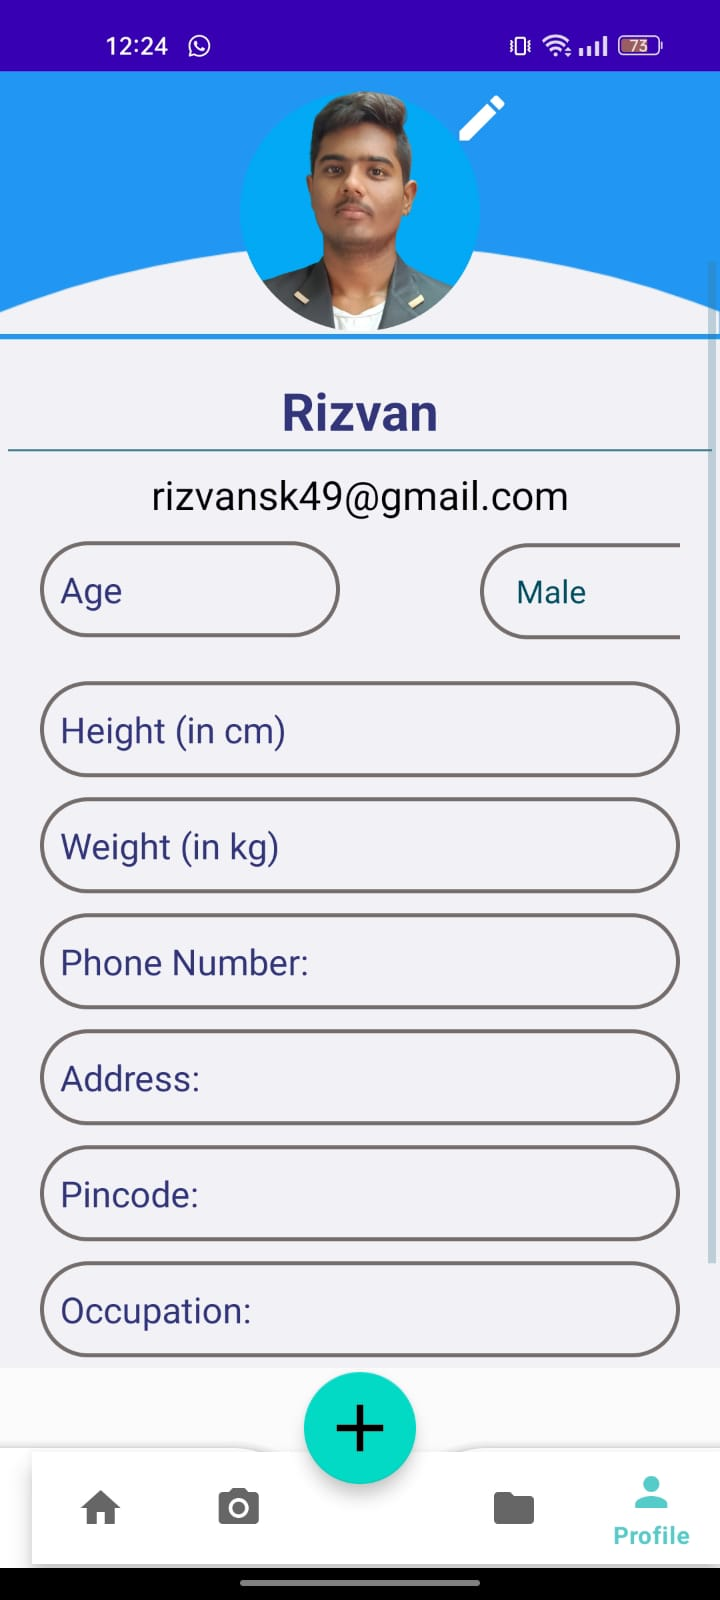 12:24
73
Rizvan
rizvansk49@gmail.com
Age
Male
Height (in cm)
Weight (in kg)
Phone Number:
Address:
Pincode:
Occupation:
Profile